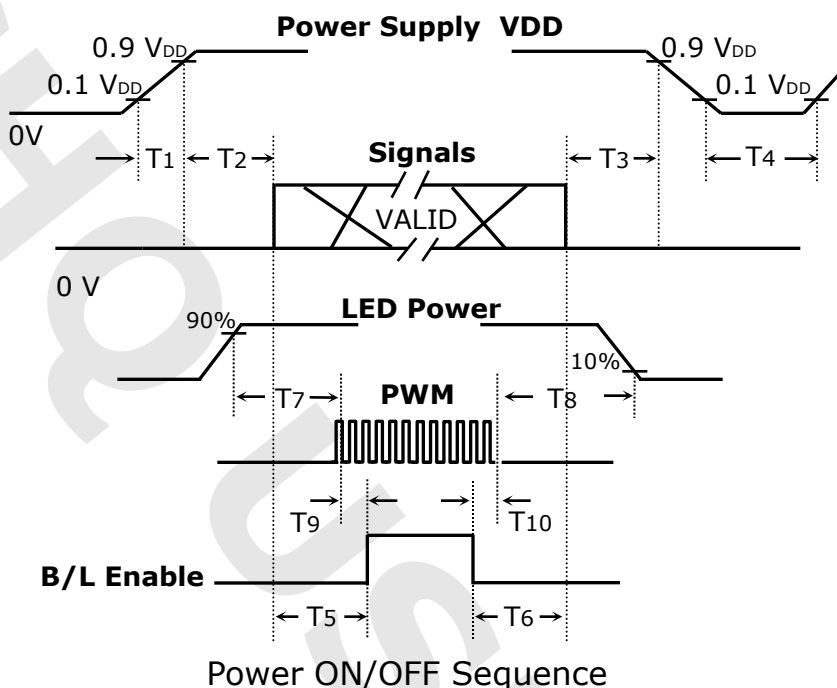 Power Supply VDD
0.9 VDD
0.9 VDD
0.1 VDD
0.1 VDD
0V
T1
T2
Signals
T3
T4
VALID
0 V
LED Power
90%
10%
T7
PWM
T8
T9
T10
B/L Enable
T5
T6
Power ON/OFF Sequence